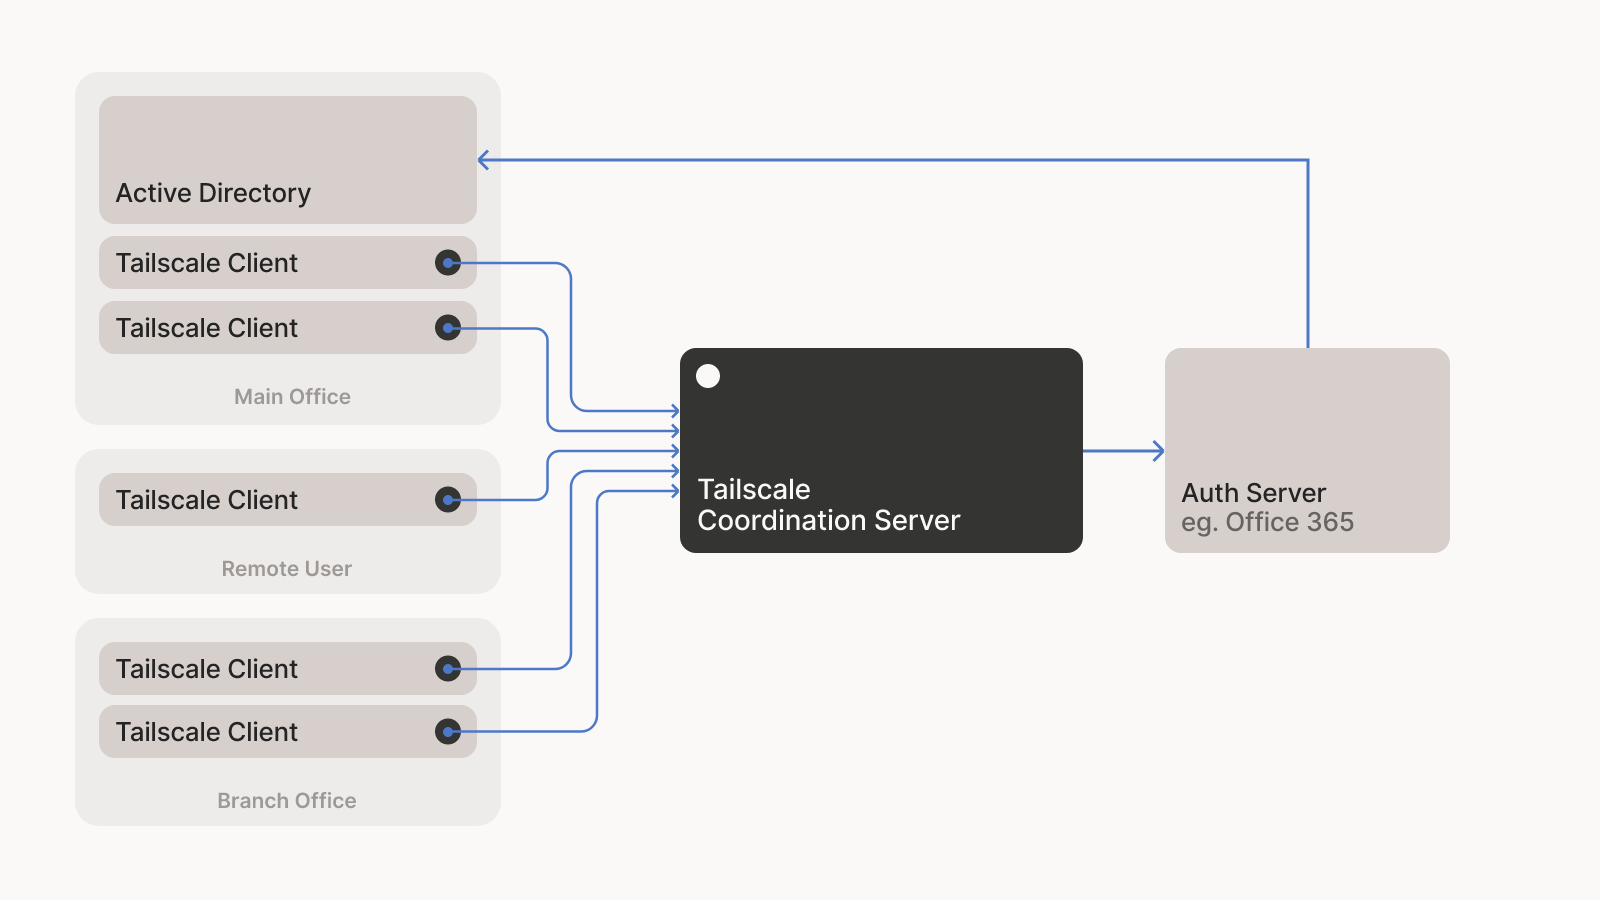 Active Directory
Tailscale Client
Tailscale Client
Main Office
Tailscale Client
Remote User
Tailscale Client
Tailscale Client
Branch Office
Tailscale
Coordination Server
Auth Server
eg. Office 365